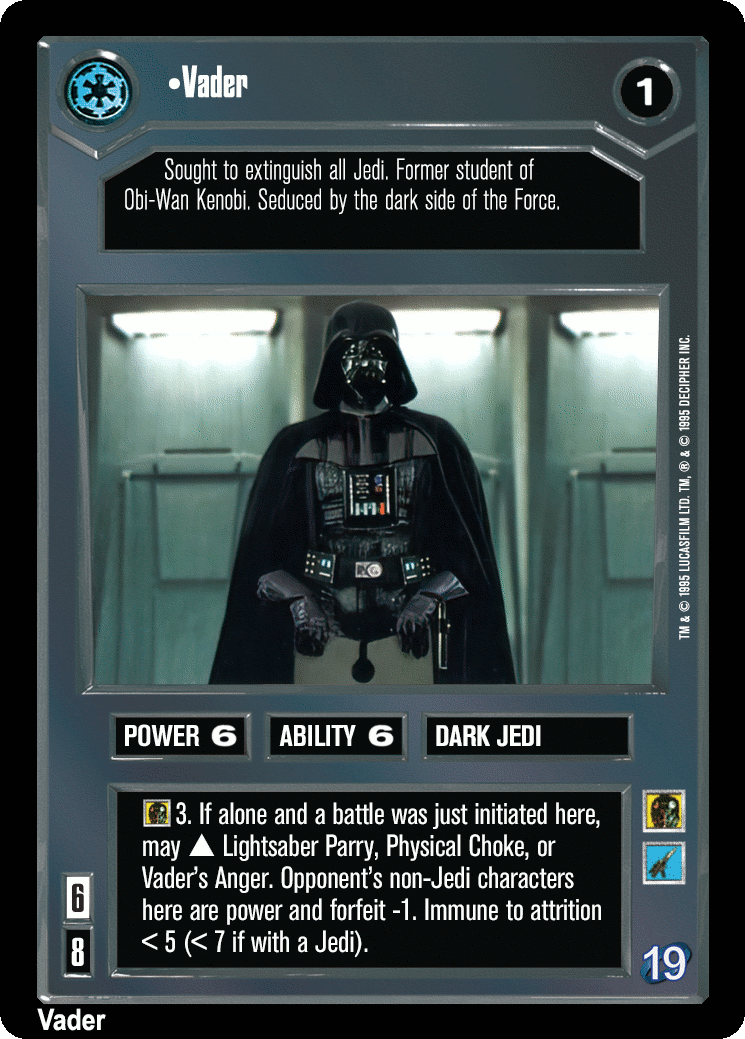 •Vader
1
Sought to extinguish all Jedi. Former student of
Obi-Wan Kenobi. Seduced by the dark side of the Force.
TM & © 1995 LUCASFILM LTD. TM, ® & © 1995 DECIPHER INC.
POWER 6
ABILITY 6
DARK JEDI
3. If alone and a battle was just initiated here,
may ▲ Lightsaber Parry, Physical Choke, or
Vader's Anger. Opponent's non-Jedi characters
here are power and forfeit -1. Immune to attrition
< 5 (< 7 if with a Jedi).
6
8
19
Vader